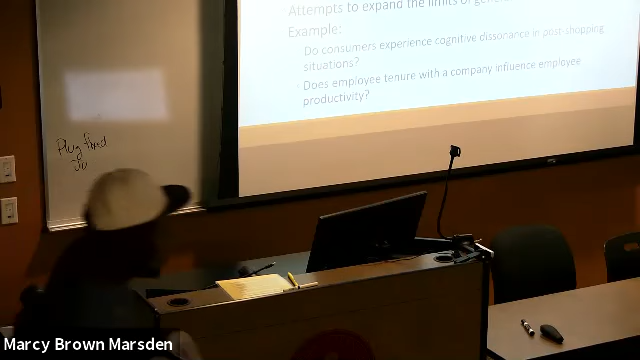 Attempts to expand the limits of
Example:
Do consumers experience cognitive dissonance in post-shopping
situations?
Does employee tenure with a company influence employee
productivity?
Plug
Marcy Brown Marsden